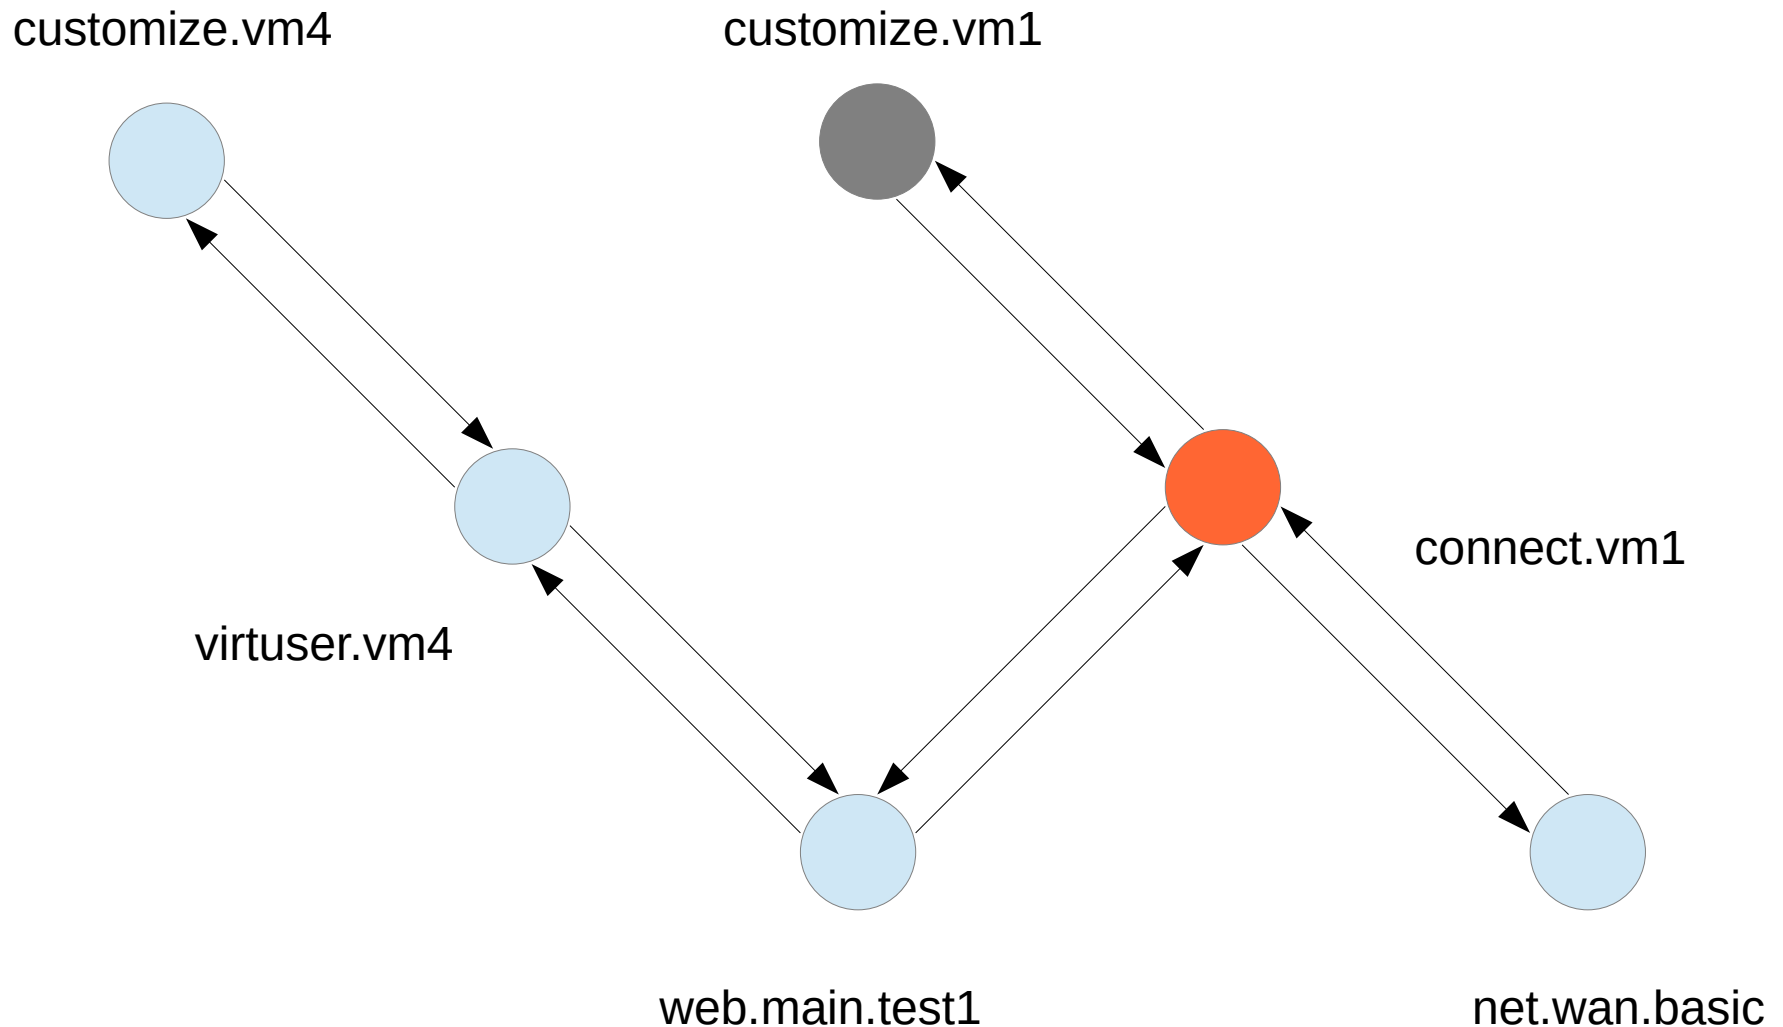 customize.vm4
customize.vm1
connect.vm1
virtuser.vm4
web.main.test1
net.wan.basic